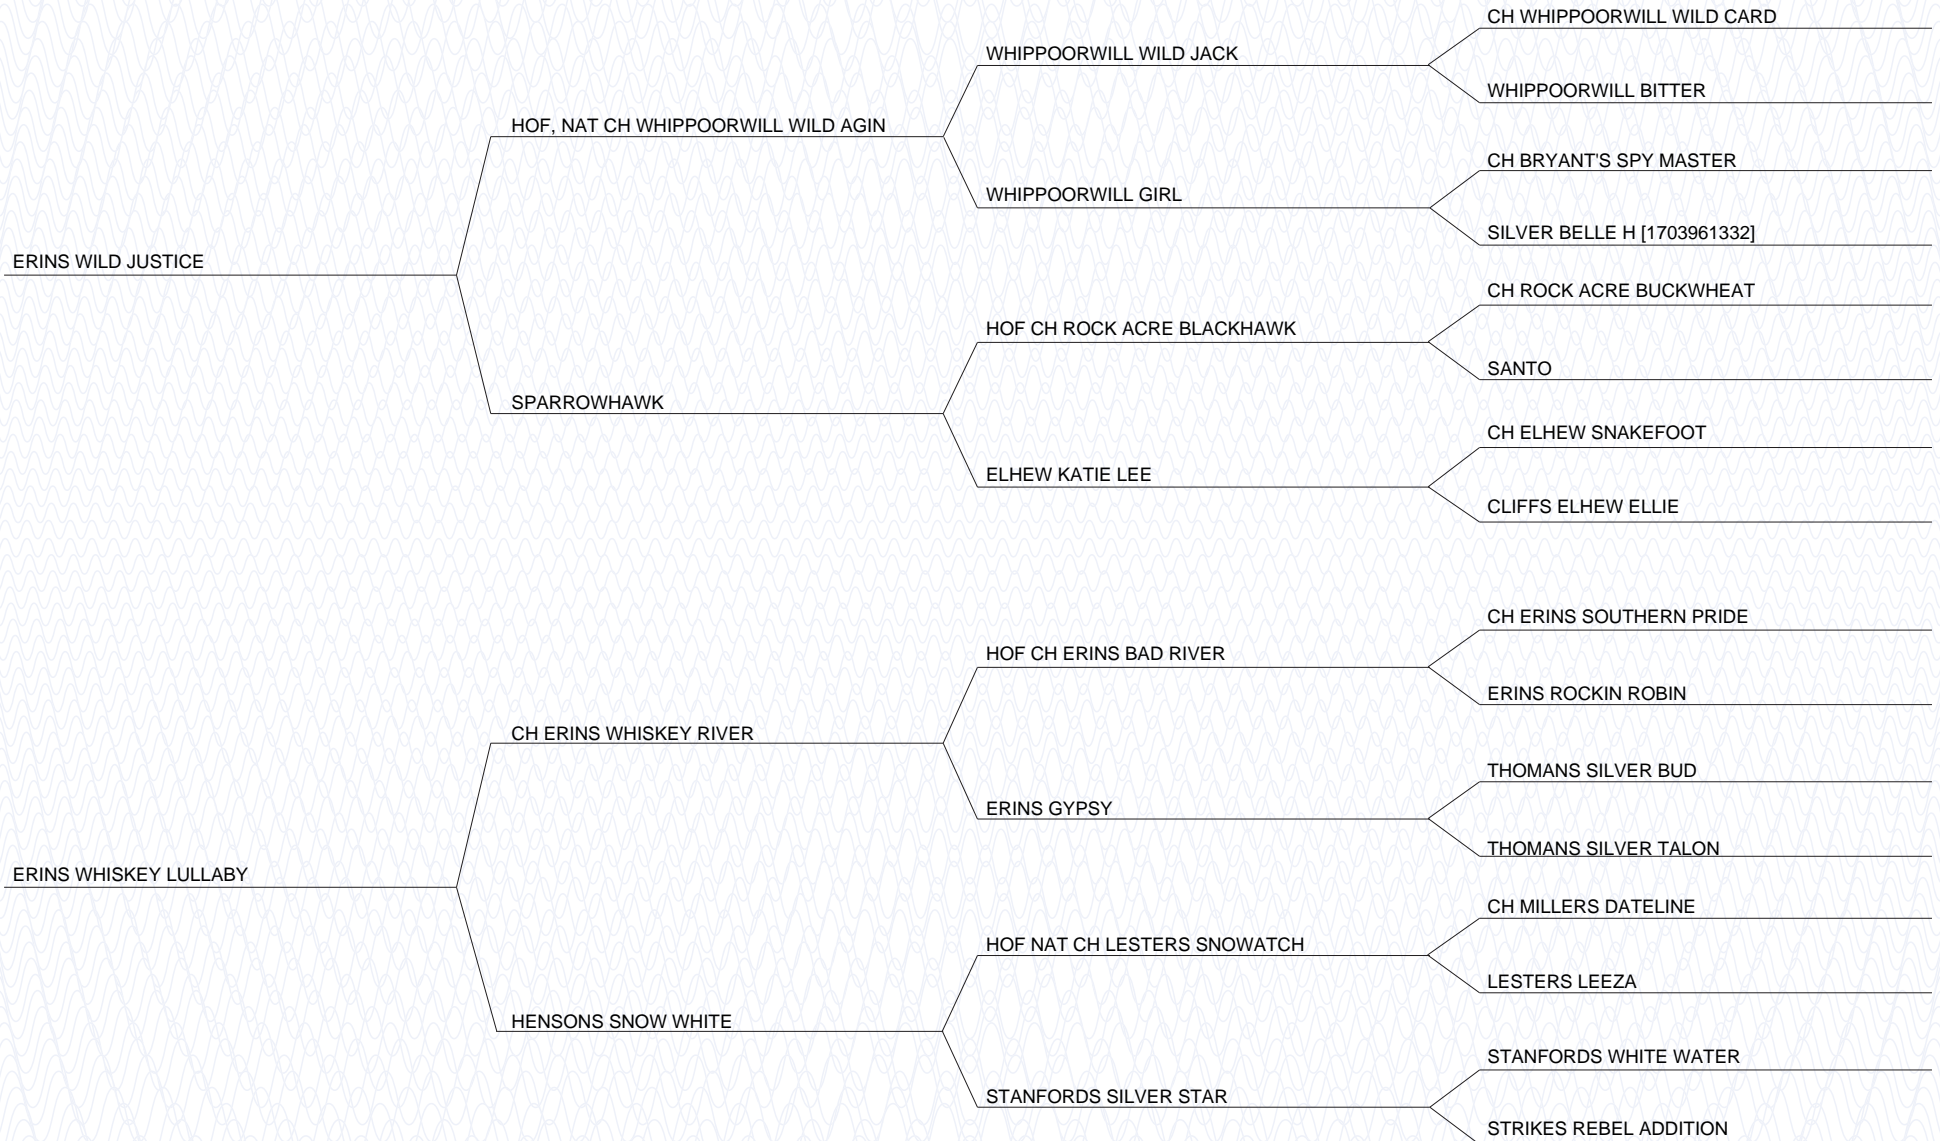 CH WHIPPOORWILL WILD CARD
WHIPPOORWILL WILD JACK
WHIPPOORWILL BITTER
HOF, NAT CH WHIPPOORWILL WILD AGIN
CH BRYANT'S SPY MASTER
WHIPPOORWILL GIRL
SILVER BELLE H [1703961332]
ERINS WILD JUSTICE
CH ROCK ACRE BUCKWHEAT
HOF CH ROCK ACRE BLACKHAWK
SANTO
SPARROWHAWK
CH ELHEW SNAKEFOOT
ELHEW KATIE LEE
CLIFFS ELHEW ELLIE
CH ERINS SOUTHERN PRIDE
HOF CH ERINS BAD RIVER
ERINS ROCKIN ROBIN
CH ERINS WHISKEY RIVER
THOMANS SILVER BUD
ERINS GYPSY
THOMANS SILVER TALON
ERINS WHISKEY LULLABY
CH MILLERS DATELINE
HOF NAT CH LESTERS SNOWATCH
LESTERS LEEZA
HENSONS SNOW WHITE
STANFORDS WHITE WATER
STANFORDS SILVER STAR
STRIKES REBEL ADDITION